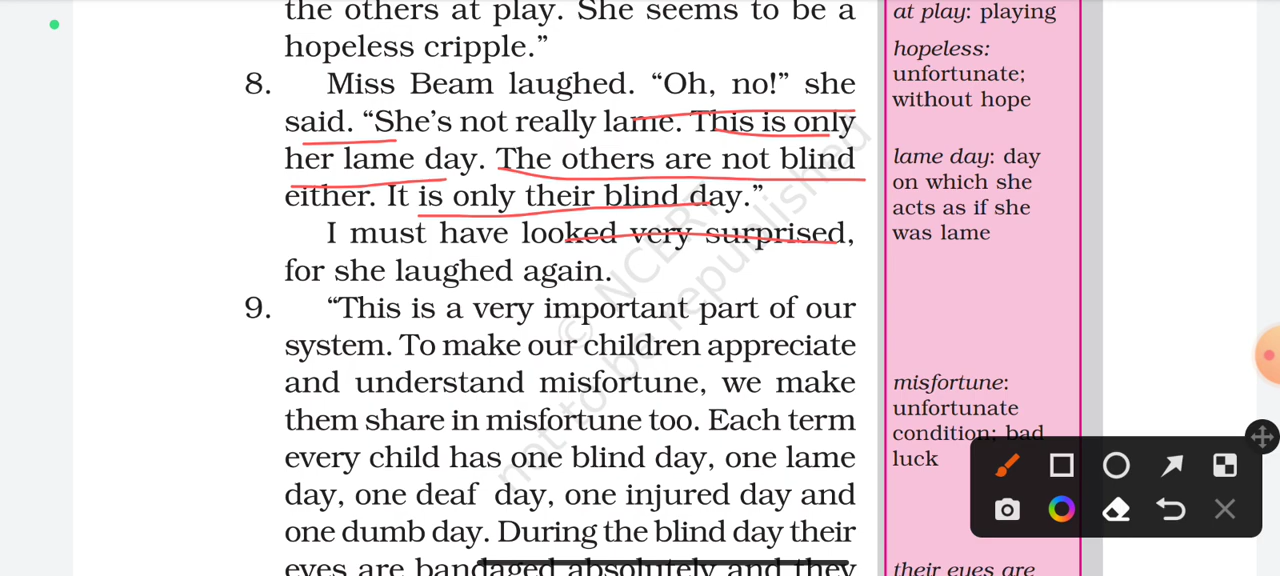 the others at play. She seems to be a
hopeless cripple.”
8. Miss Beam laughed. “Oh, no!” she
said. “She’s not really lame. This is only
her lame day. The others are not blind
either. It is only their blind day.”
I must have looked very surprised,
for she laughed again.
9. “This is a very important part of our
system. To make our children appreciate
and understand misfortune, we make
them share in misfortune too. Each term
every child has one blind day, one lame
day, one deaf day, one injured day and
one dumb day. During the blind day their
eyes are bandaged absolutely and they
at play: playing
hopeless:
unfortunate;
without hope
lame day: day
on which she
acts as if she
was lame
misfortune:
unfortunate
condition; bad
luck
their eyes are
© NCERT
not to be republished